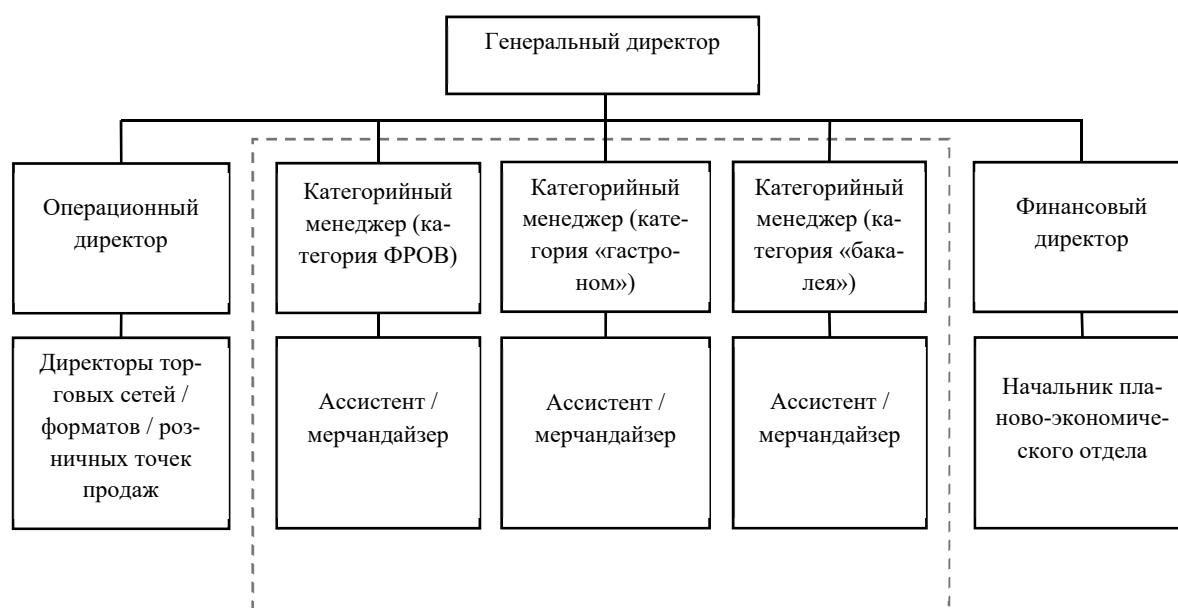 Генеральный директор
Операционный
директор
Категорийный
менеджер (ка-
тегория ФРОВ)
Категорийный
менеджер (кате-
гория «гастро-
ном»)
Категорийный
менеджер (ка-
тегория «бака-
лея»)
Финансовый
директор
Директоры тор-
говых сетей /
форматов / роз-
ничных точек
продаж
Ассистент /
мерчандайзер
Ассистент /
мерчандайзер
Ассистент /
мерчандайзер
Начальник пла-
ново-экономиче-
ского отдела